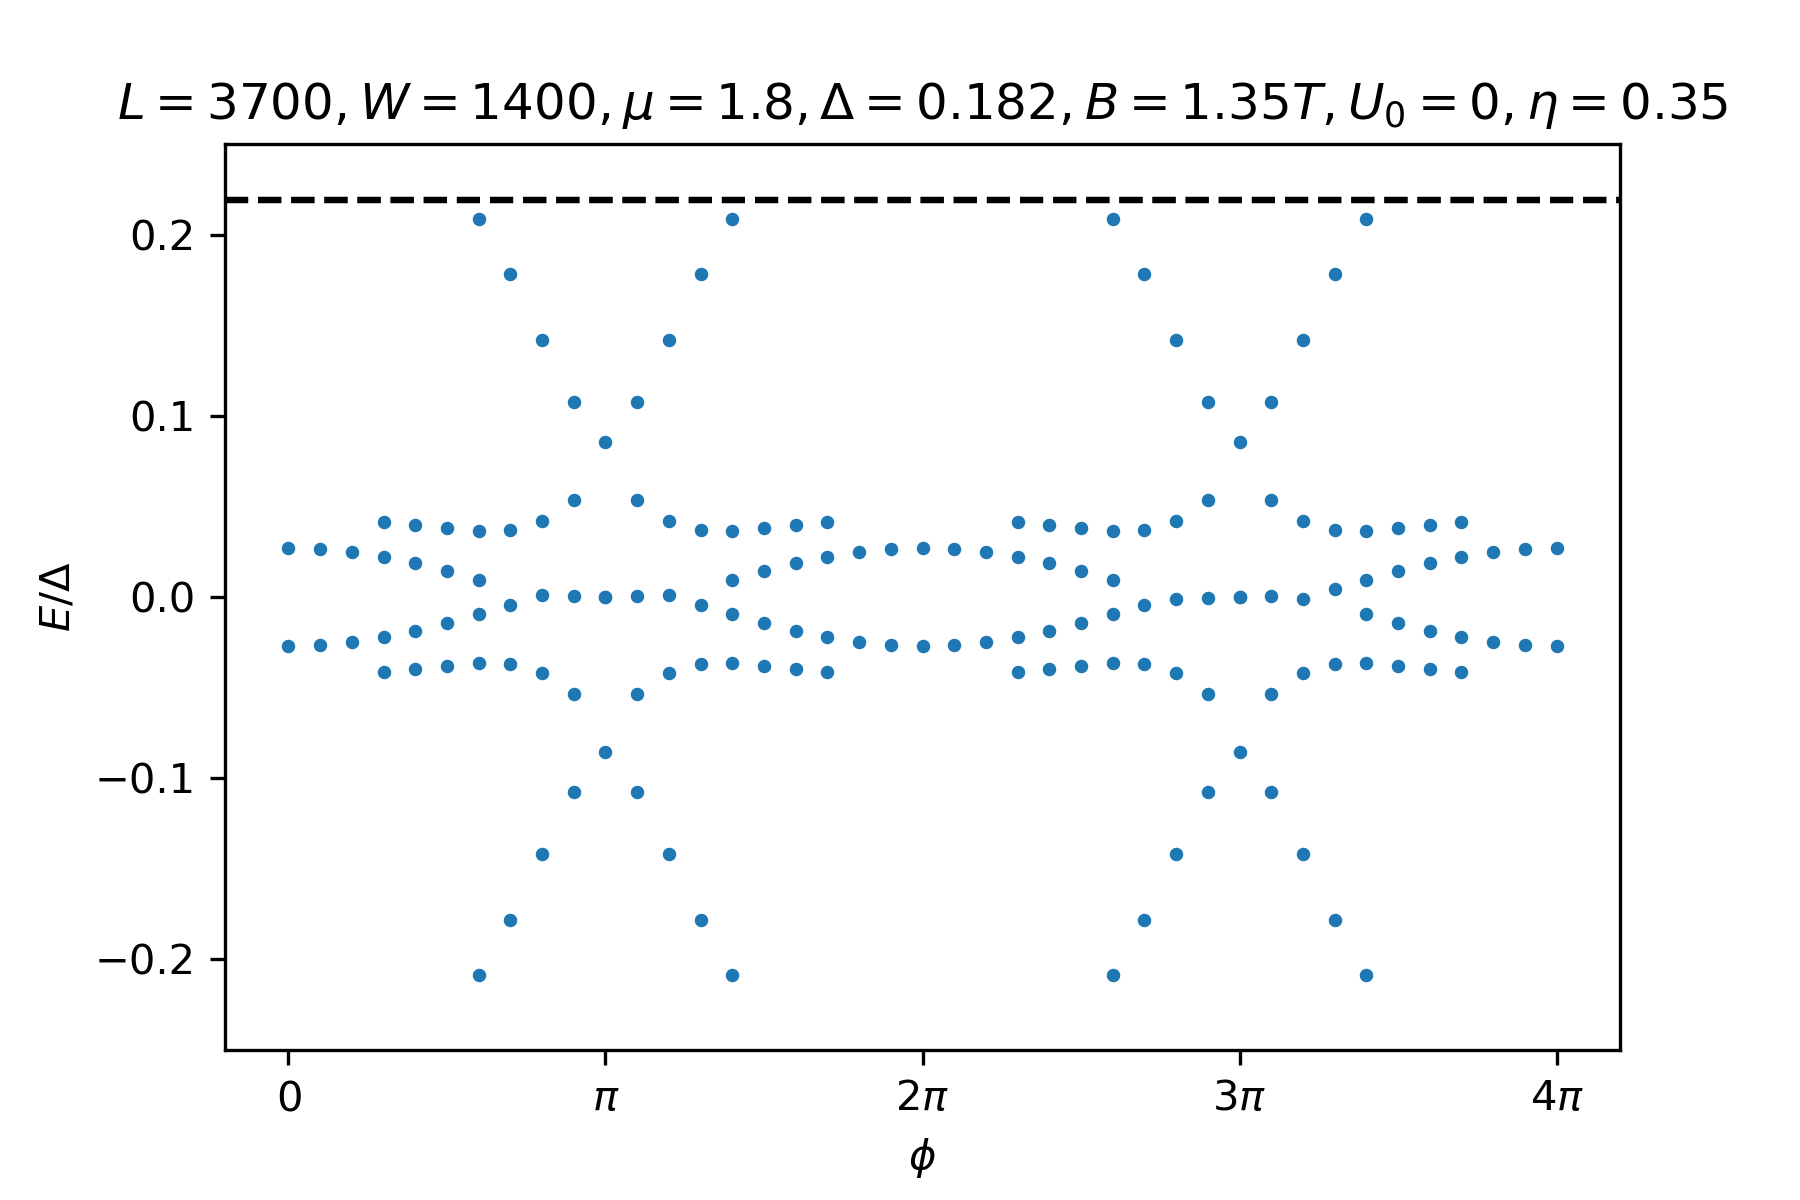 L = 3700, W = 1400, μ = 1.8, Δ = 0.182, B = 1.35T, U₀ = 0, η = 0.35
0.2
0.1
0.0
−0.1
−0.2
E/Δ
0 π 2π 3π 4π
ϕ